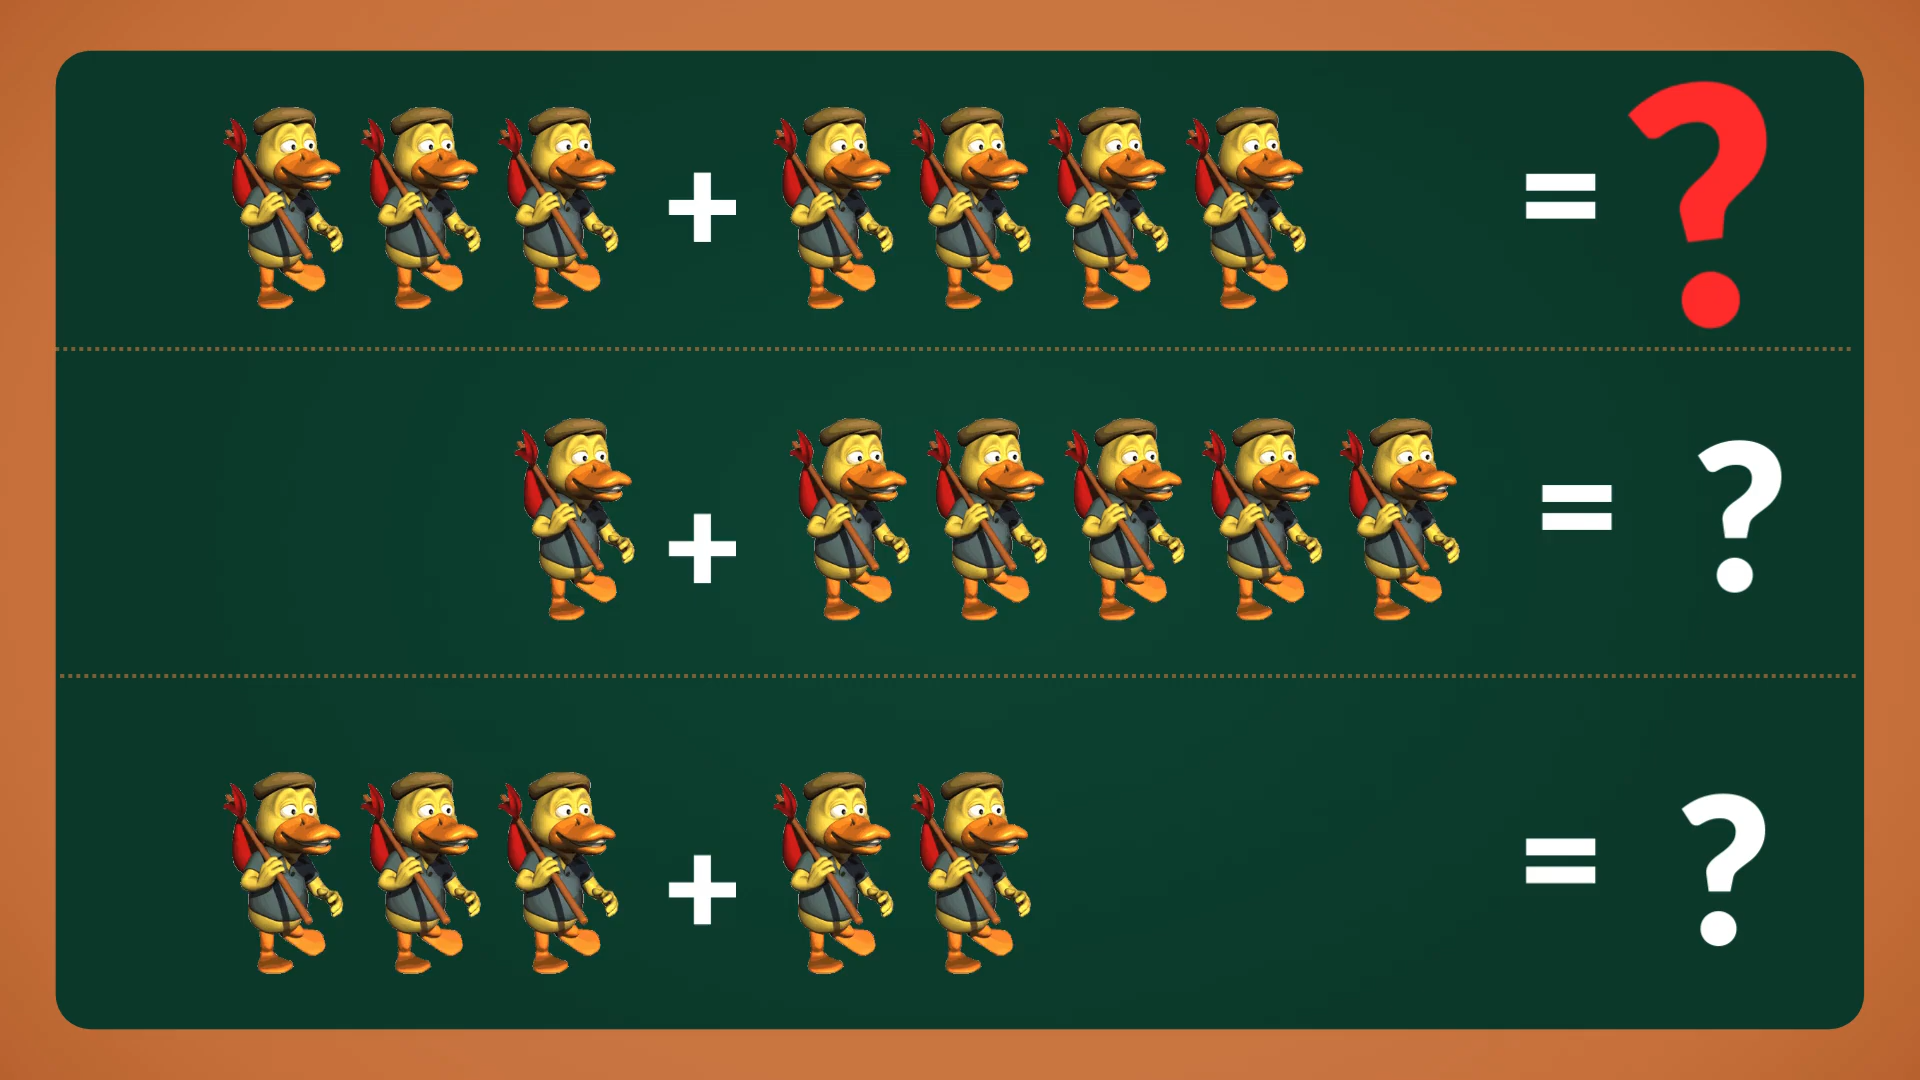 + = ?
+ = ?
+ = ?